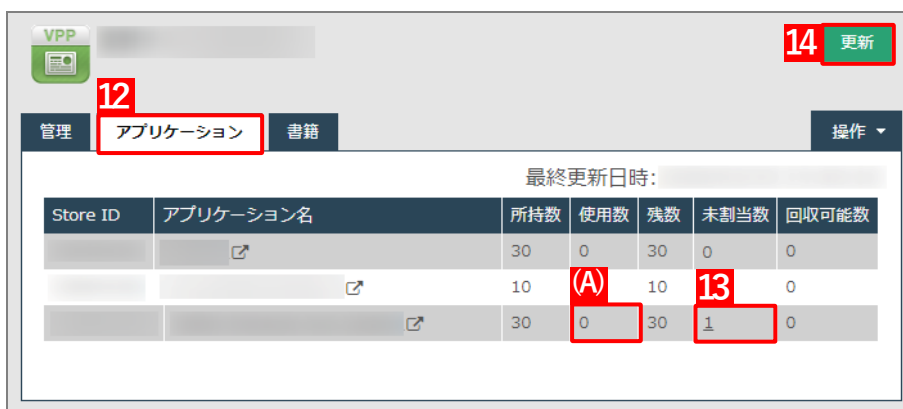 VPP
14 更新
12
管理 アプリケーション 書籍 操作
最終更新日時:
Store ID アプリケーション名 所持数 使用数 残数 未割当数 回収可能数
30 0 30 0 0
10 (A) 10 13 0
30 0 30 1 0